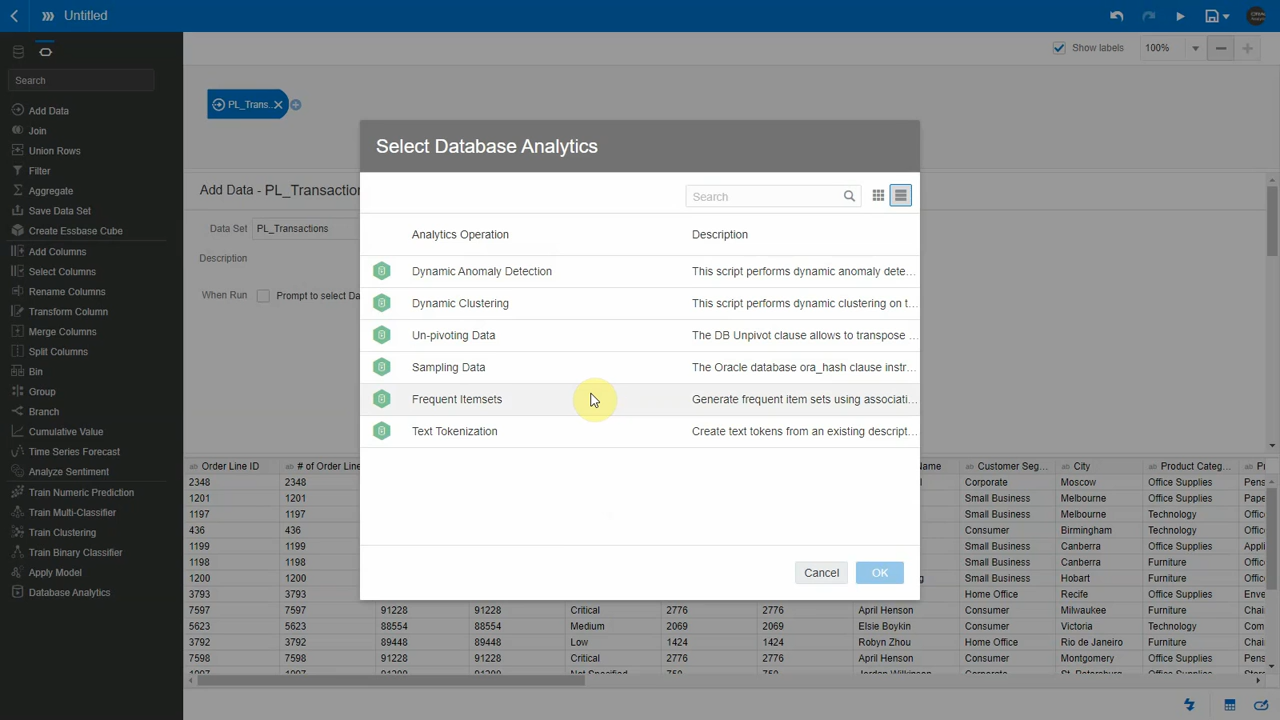 Untitled
Show labels
100%
Search
Add Data
Join
Union Rows
Filter
Aggregate
Save Data Set
Create Essbase Cube
Add Columns
Select Columns
Rename Columns
Transform Column
Merge Columns
Split Columns
Bin
Group
Branch
Cumulative Value
Time Series Forecast
Analyze Sentiment
Train Numeric Prediction
Train Multi-Classifier
Train Clustering
Train Binary Classifier
Apply Model
Database Analytics
PL_Trans...
Add Data - PL_Transaction
Data Set PL_Transactions
Description
When Run Prompt to select Da
Select Database Analytics
Search
Analytics Operation Description
Dynamic Anomaly Detection This script performs dynamic anomaly dete...
Dynamic Clustering This script performs dynamic clustering on t...
Un-pivoting Data The DB Unpivot clause allows to transpose ...
Sampling Data The Oracle database ora_hash clause instr...
Frequent Itemsets Generate frequent item sets using associati...
Text Tokenization Create text tokens from an existing descript...
Cancel OK
ab Order Line ID ab # of Order Line Name ab Customer Seg... ab City ab Product Categ... ab
2348 2348 Corporate Moscow Office Supplies
1201 1201 Small Business Melbourne Office Supplies
1197 1197 Small Business Melbourne Technology
436 436 Consumer Birmingham Technology
1199 1199 Small Business Canberra Office Supplies
1198 1198 Small Business Canberra Furniture
1200 1200 Small Business Hobart Office Supplies
3793 3793 Home Office Recife Office Supplies
7597 7597 91228 91228 Critical 2776 2776 April Henson Consumer Milwaukee Furniture
5623 5623 88554 88554 Medium 2069 2069 Elsie Boykin Consumer Victoria Technology
3792 3792 89448 89448 Low 1424 1424 Robyn Zhou Home Office Rio de Janeiro Furniture
7598 7598 91228 91228 Critical 2776 2776 April Henson Consumer Montgomery Office Supplies